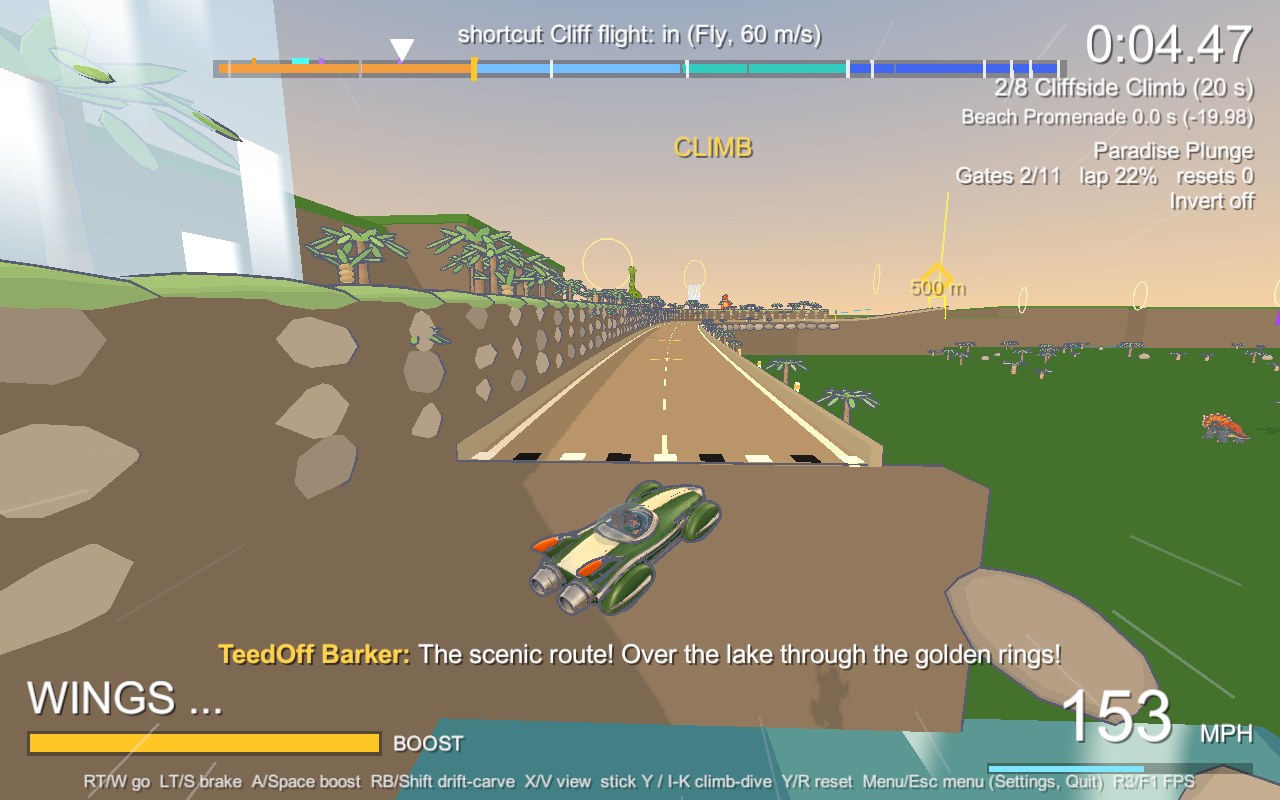 shortcut Cliff flight: in (Fly, 60 m/s)
0:04.47
2/8 Cliffside Climb (20 s)
Beach Promenade 0.0 s (-19.98)
Paradise Plunge
Gates 2/11 lap 22% resets 0
Invert off
CLIMB
500 m
TeedOff Barker: The scenic route! Over the lake through the golden rings!
WINGS ...
BOOST
153 MPH
RT/W go LT/S brake A/Space boost RB/Shift drift-carve X/V view stick Y / I-K climb-dive Y/R reset Menu/Esc menu (Settings, Quit) R3/F1 FPS